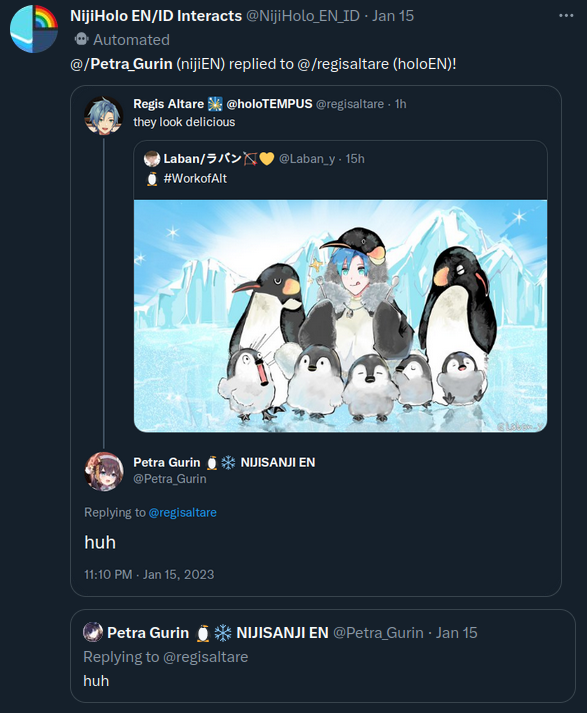 NijiHolo EN/ID Interacts @NijiHolo_EN_ID · Jan 15
Automated
@/Petra_Gurin (nijiEN) replied to @/regisaltare (holoEN)!
Regis Altare 🎇 @holoTEMPUS @regisaltare · 1h
they look delicious
Laban/ラバン🏹💛 @Laban_y · 15h
🐧 #WorkofAlt
Petra Gurin 🐧❄️ NIJISANJI EN
@Petra_Gurin
Replying to @regisaltare
huh
11:10 PM · Jan 15, 2023
Petra Gurin 🐧❄️ NIJISANJI EN @Petra_Gurin · Jan 15
Replying to @regisaltare
huh